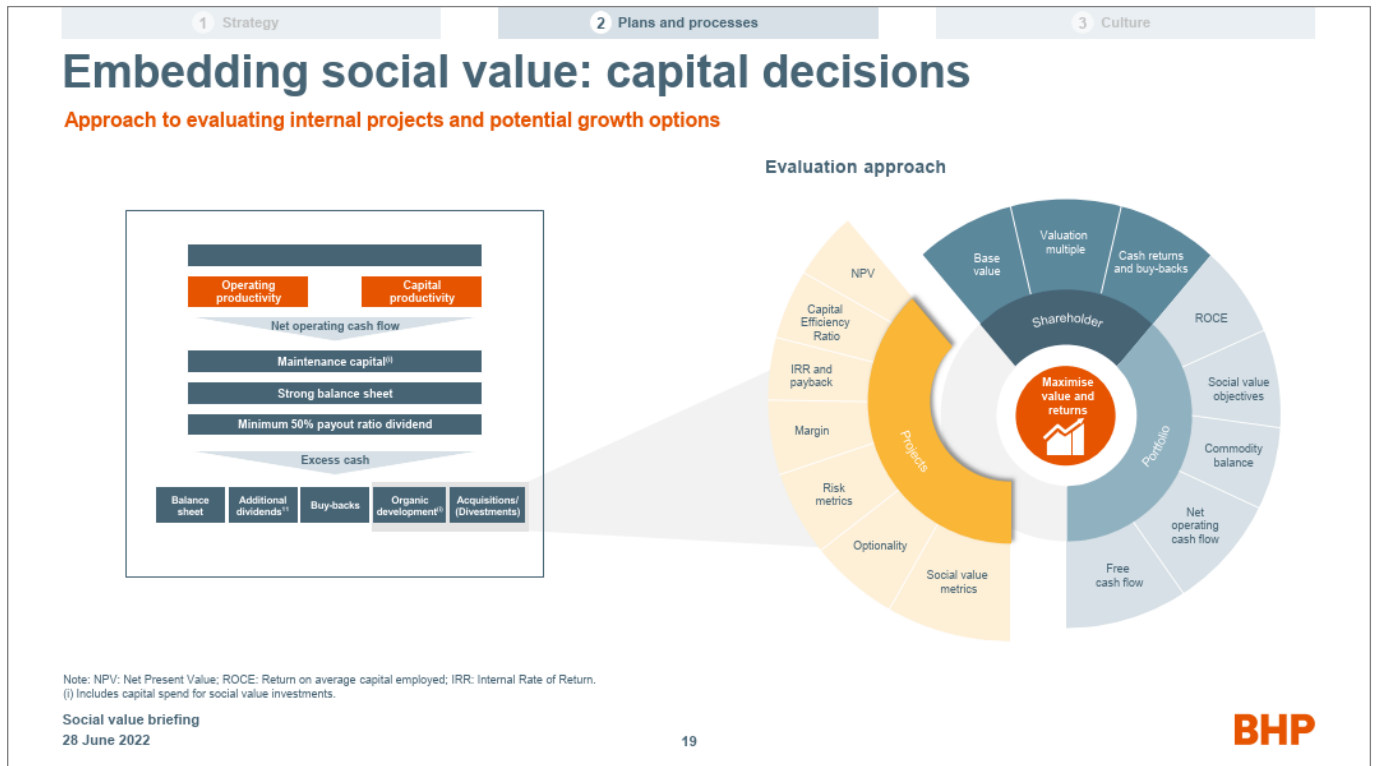 1 Strategy
2 Plans and processes
3 Culture
Embedding social value: capital decisions
Approach to evaluating internal projects and potential growth options
Operating
productivity
Capital
productivity
Net operating cash flow
Maintenance capital(i)
Strong balance sheet
Minimum 50% payout ratio dividend
Excess cash
Balance
sheet
Additional
dividends
Buy-backs
Organic
development(i)
Acquisitions/
(Divestments)
Evaluation approach
NPV
Capital
Efficiency
Ratio
IRR and
payback
Margin
Risk
metrics
Optionality
Social value
metrics
Projects
Base
value
Valuation
multiple
Cash returns
and buy-backs
Shareholder
Maximise
value and
returns
Portfolio
ROCE
Social value
objectives
Commodity
balance
Net
operating
cash flow
Free
cash flow
Note: NPV: Net Present Value; ROCE: Return on average capital employed; IRR: Internal Rate of Return.
(i) Includes capital spend for social value investments.
Social value briefing
28 June 2022
19
BHP